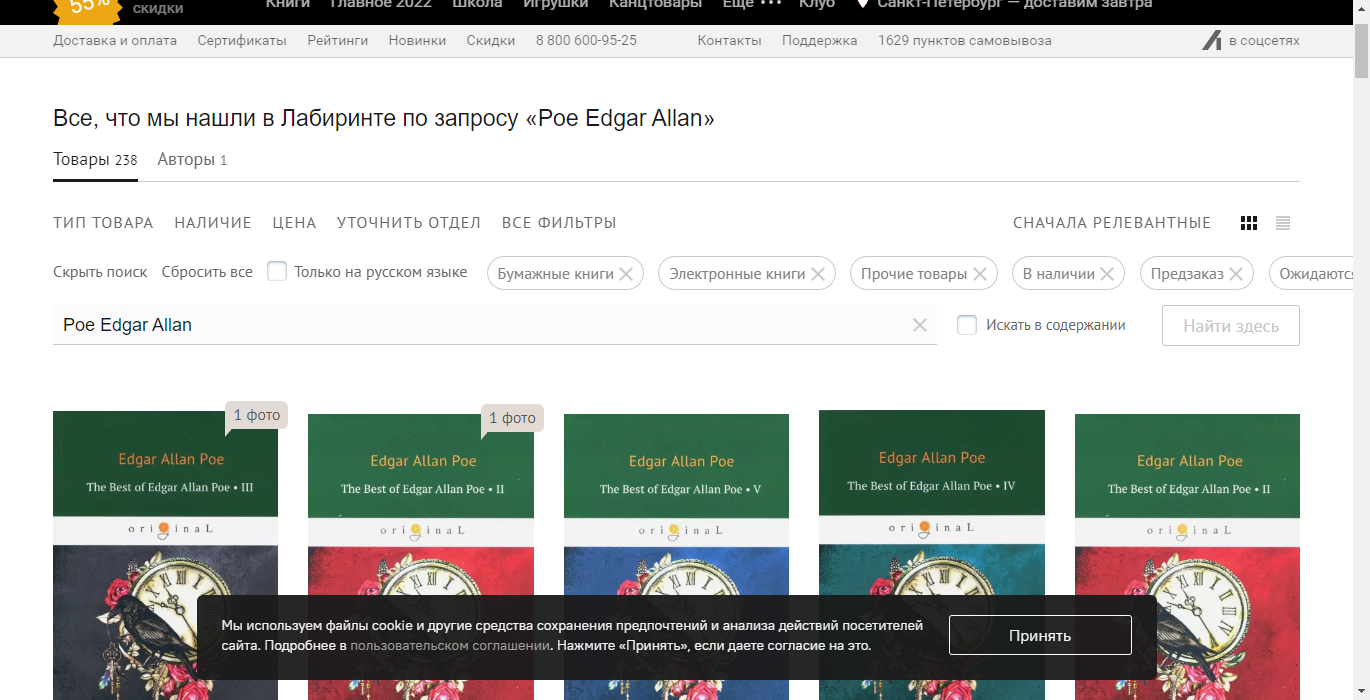 55%
скидки
Книги Главное 2022 Школа Игрушки Канцтовары Ещё ••• Клуб Санкт-Петербург — доставим завтра
Доставка и оплата Сертификаты Рейтинги Новинки Скидки 8 800 600-95-25 Контакты Поддержка 1629 пунктов самовывоза в соцсетях
Все, что мы нашли в Лабиринте по запросу «Poe Edgar Allan»
Товары 238 Авторы 1
ТИП ТОВАРА НАЛИЧИЕ ЦЕНА УТОЧНИТЬ ОТДЕЛ ВСЕ ФИЛЬТРЫ СНАЧАЛА РЕЛЕВАНТНЫЕ
Скрыть поиск Сбросить все Только на русском языке Бумажные книги Электронные книги Прочие товары В наличии Предзаказ Ожидаются
Poe Edgar Allan Искать в содержании Найти здесь
1 фото 1 фото
Edgar Allan Poe Edgar Allan Poe Edgar Allan Poe Edgar Allan Poe Edgar Allan Poe
The Best of Edgar Allan Poe • III The Best of Edgar Allan Poe • II The Best of Edgar Allan Poe • V The Best of Edgar Allan Poe • IV The Best of Edgar Allan Poe • II
original original original original original
Мы используем файлы cookie и другие средства сохранения предпочтений и анализа действий посетителей
сайта. Подробнее в пользовательском соглашении. Нажмите «Принять», если даете согласие на это.
Принять